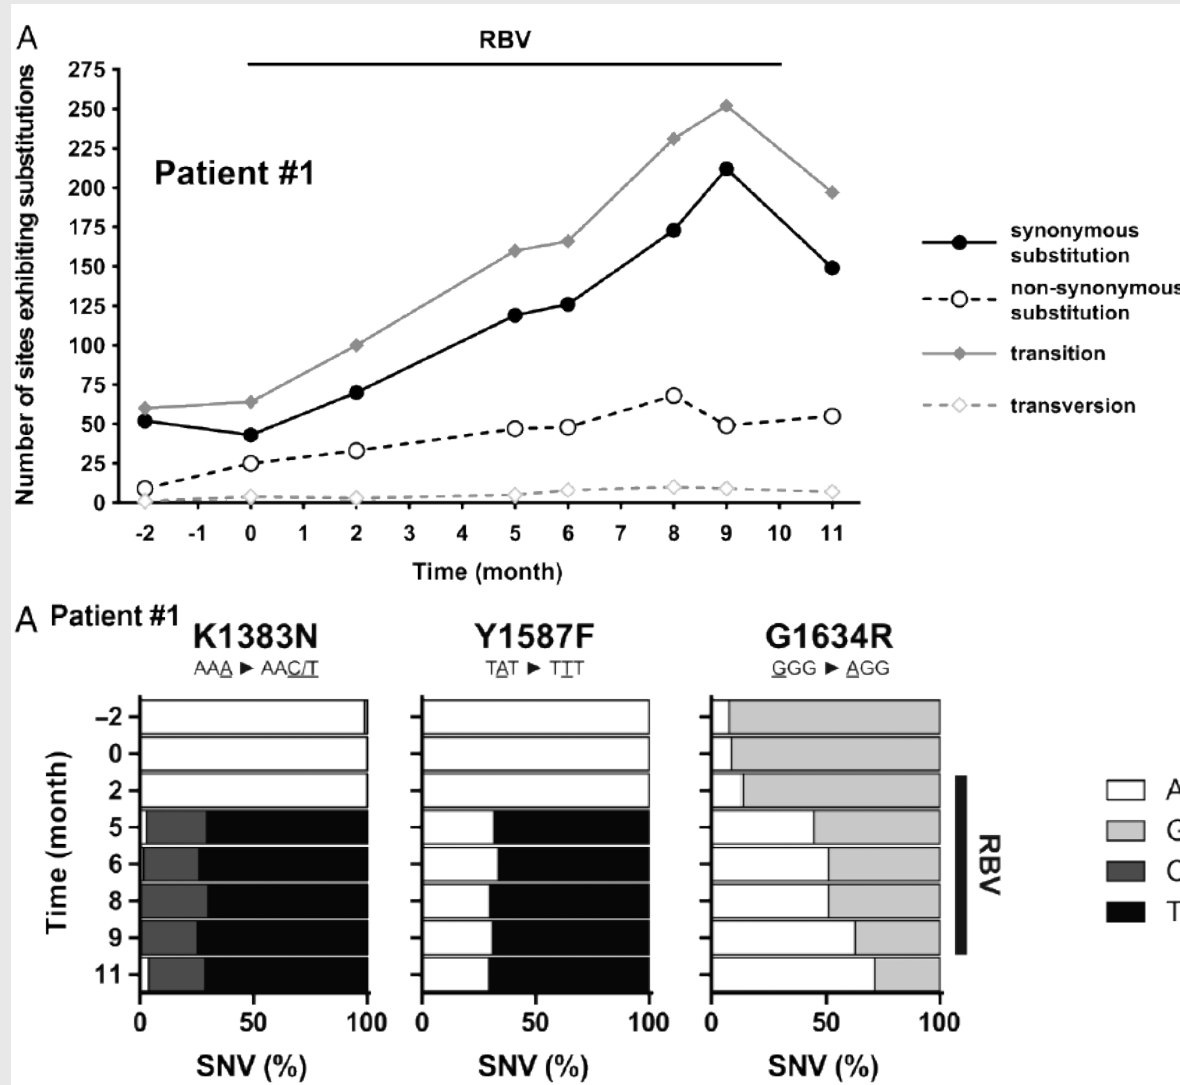 A
RBV
Number of sites exhibiting substitutions
275
250
225
200
175
150
125
100
75
50
25
0
Patient #1
-2 -1 0 1 2 3 4 5 6 7 8 9 10 11
Time (month)
synonymous
substitution
non-synonymous
substitution
transition
transversion
A Patient #1
K1383N
AAA ► AAC/T
Y1587F
TAT ► TTT
G1634R
GGG ► AGG
Time (month)
–2
0
2
5
6
8
9
11
0 50 100
SNV (%)
0 50 100
SNV (%)
0 50 100
SNV (%)
RBV
A
G
C
T